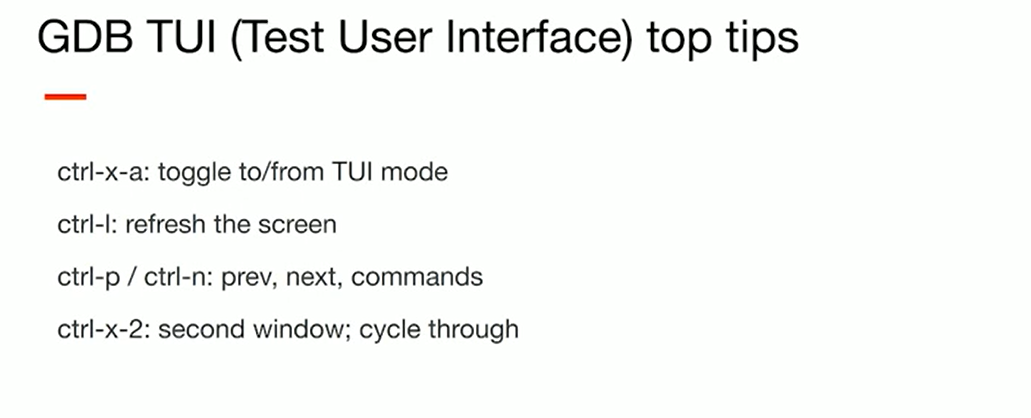 GDB TUI (Test User Interface) top tips
ctrl-x-a: toggle to/from TUI mode
ctrl-l: refresh the screen
ctrl-p / ctrl-n: prev, next, commands
ctrl-x-2: second window; cycle through